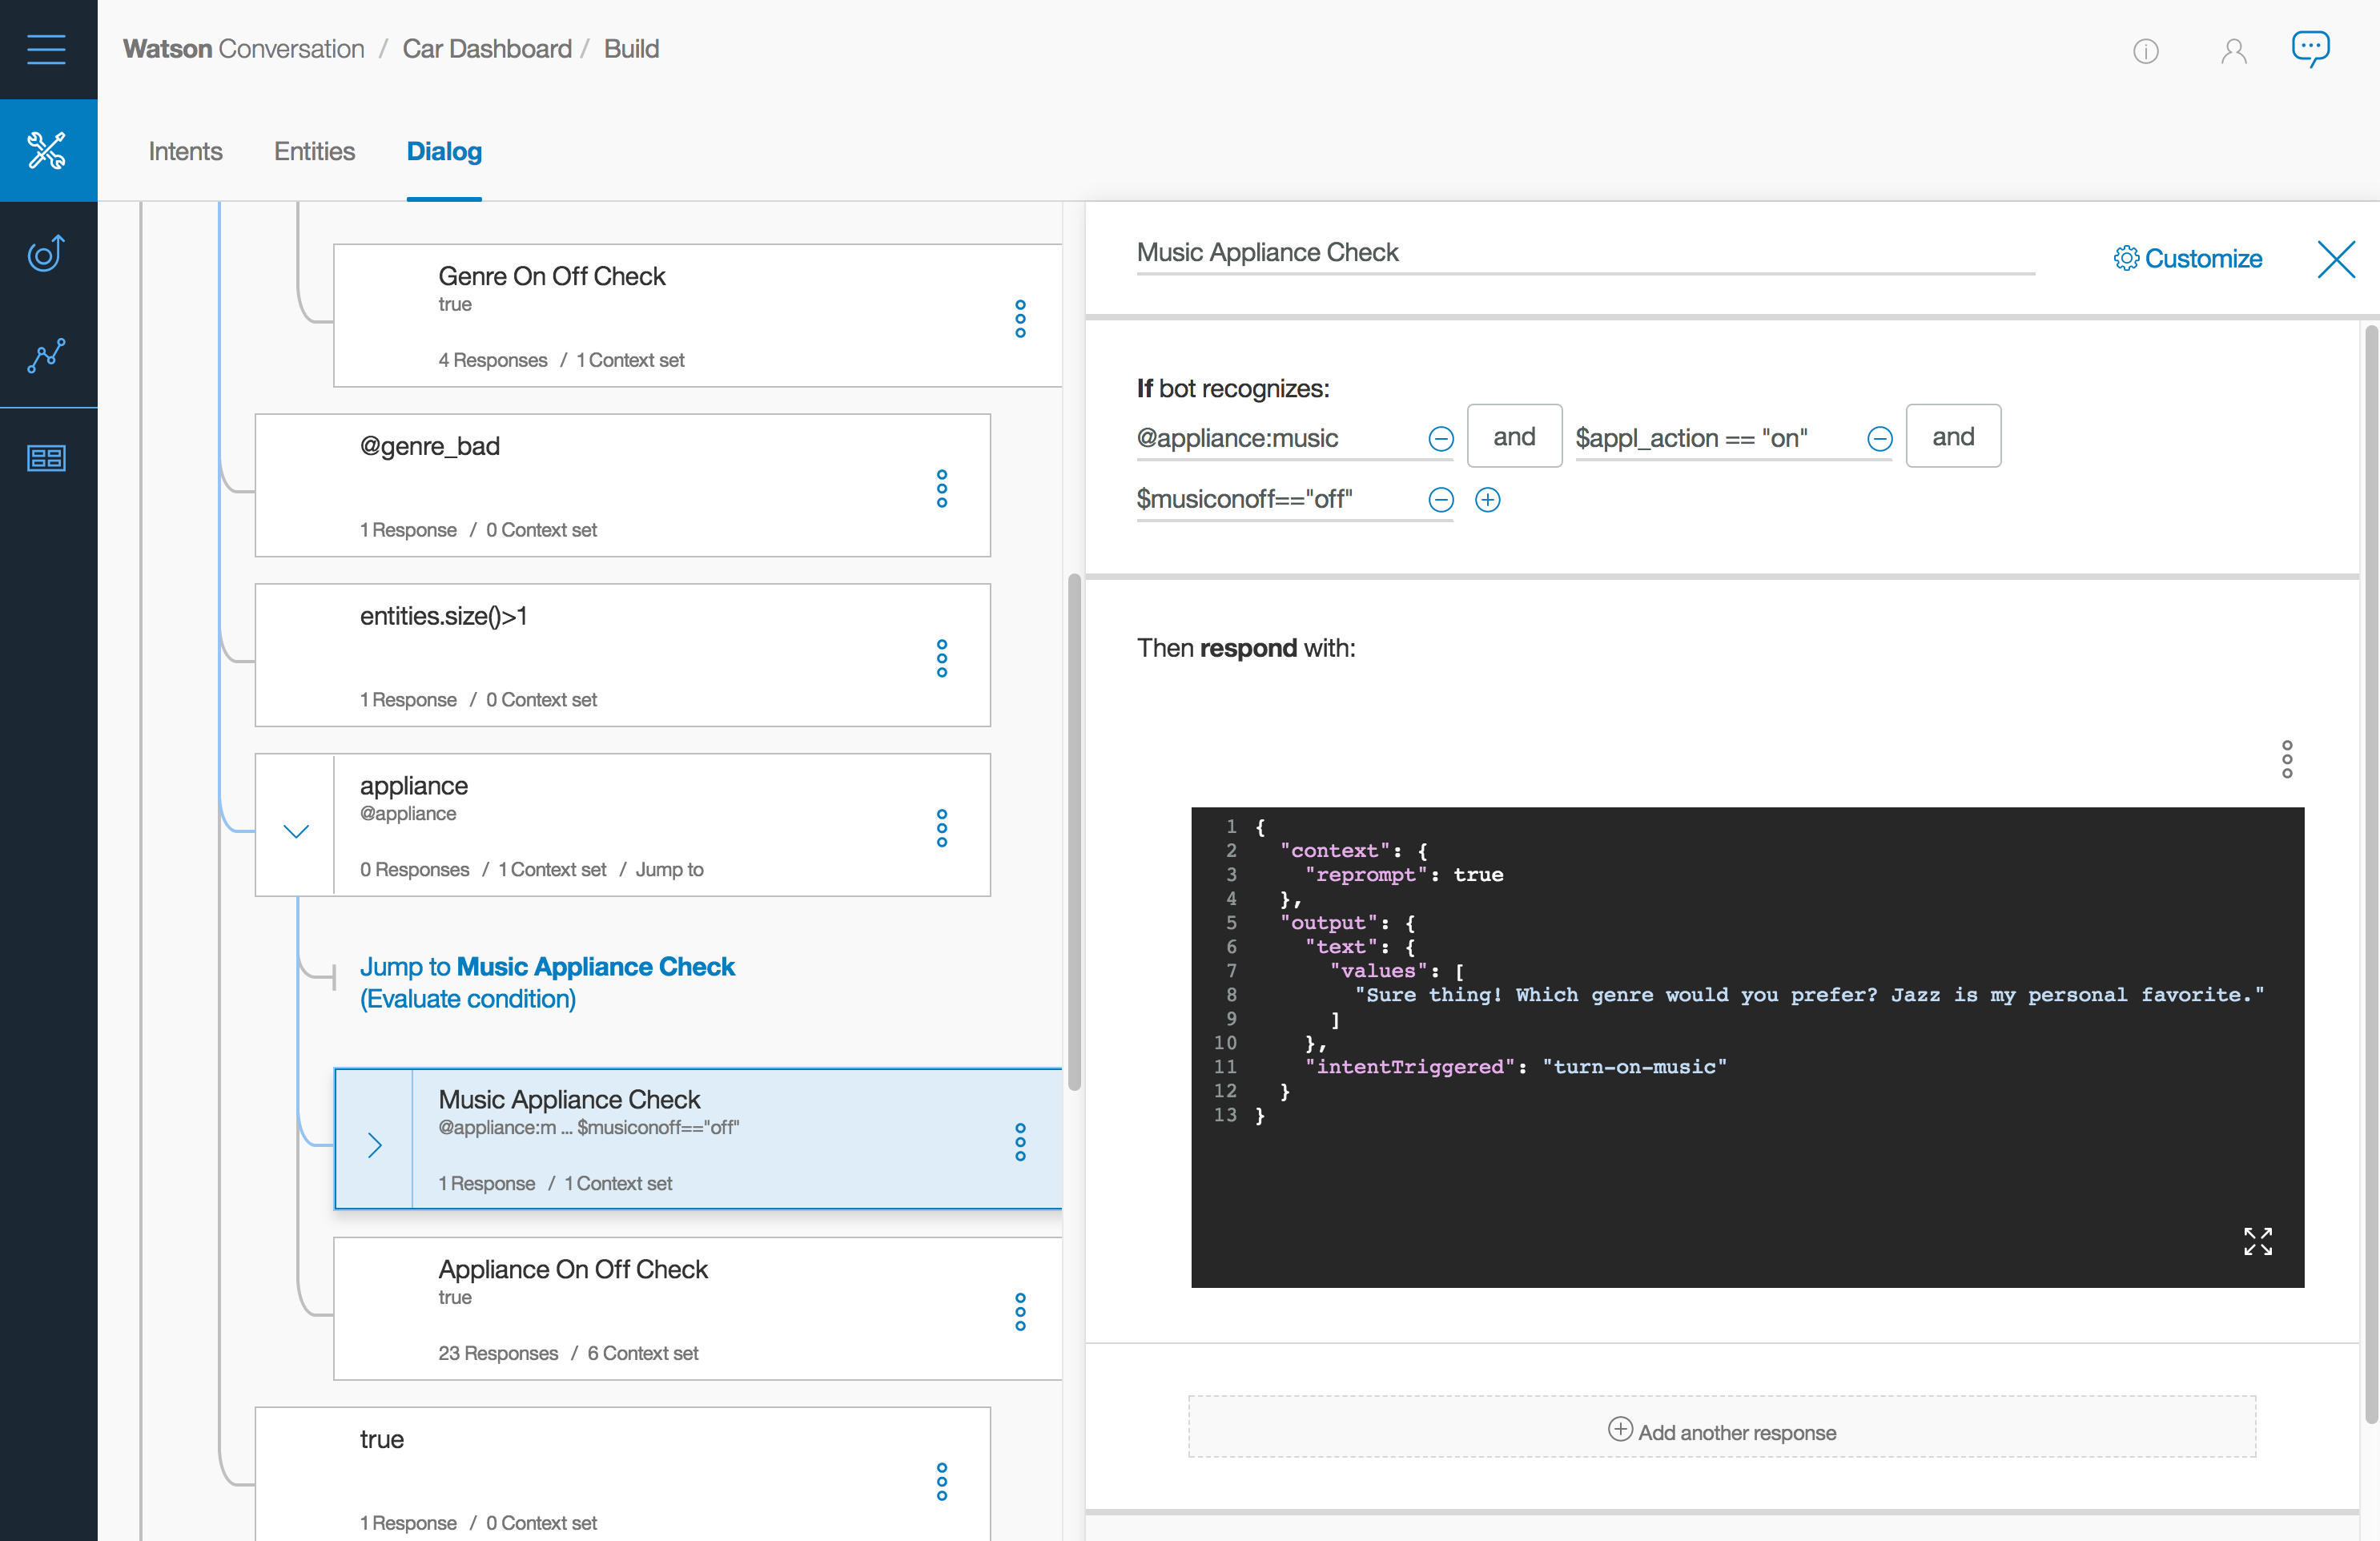 Watson Conversation / Car Dashboard / Build
Intents
Entities
Dialog
Genre On Off Check
true
4 Responses / 1 Context set
@genre_bad
1 Response / 0 Context set
entities.size()>1
1 Response / 0 Context set
appliance
@appliance
0 Responses / 1 Context set / Jump to
Jump to Music Appliance Check
(Evaluate condition)
Music Appliance Check
@appliance:m ... $musiconoff=="off"
1 Response / 1 Context set
Appliance On Off Check
true
23 Responses / 6 Context set
true
1 Response / 0 Context set
Music Appliance Check
Customize
If bot recognizes:
@appliance:music and $appl_action == "on" and
$musiconoff=="off"
Then respond with:
1 {
2 "context": {
3 "reprompt": true
4 },
5 "output": {
6 "text": {
7 "values": [
8 "Sure thing! Which genre would you prefer? Jazz is my personal favorite."
9 ]
10 },
11 "intentTriggered": "turn-on-music"
12 }
13 }
Add another response